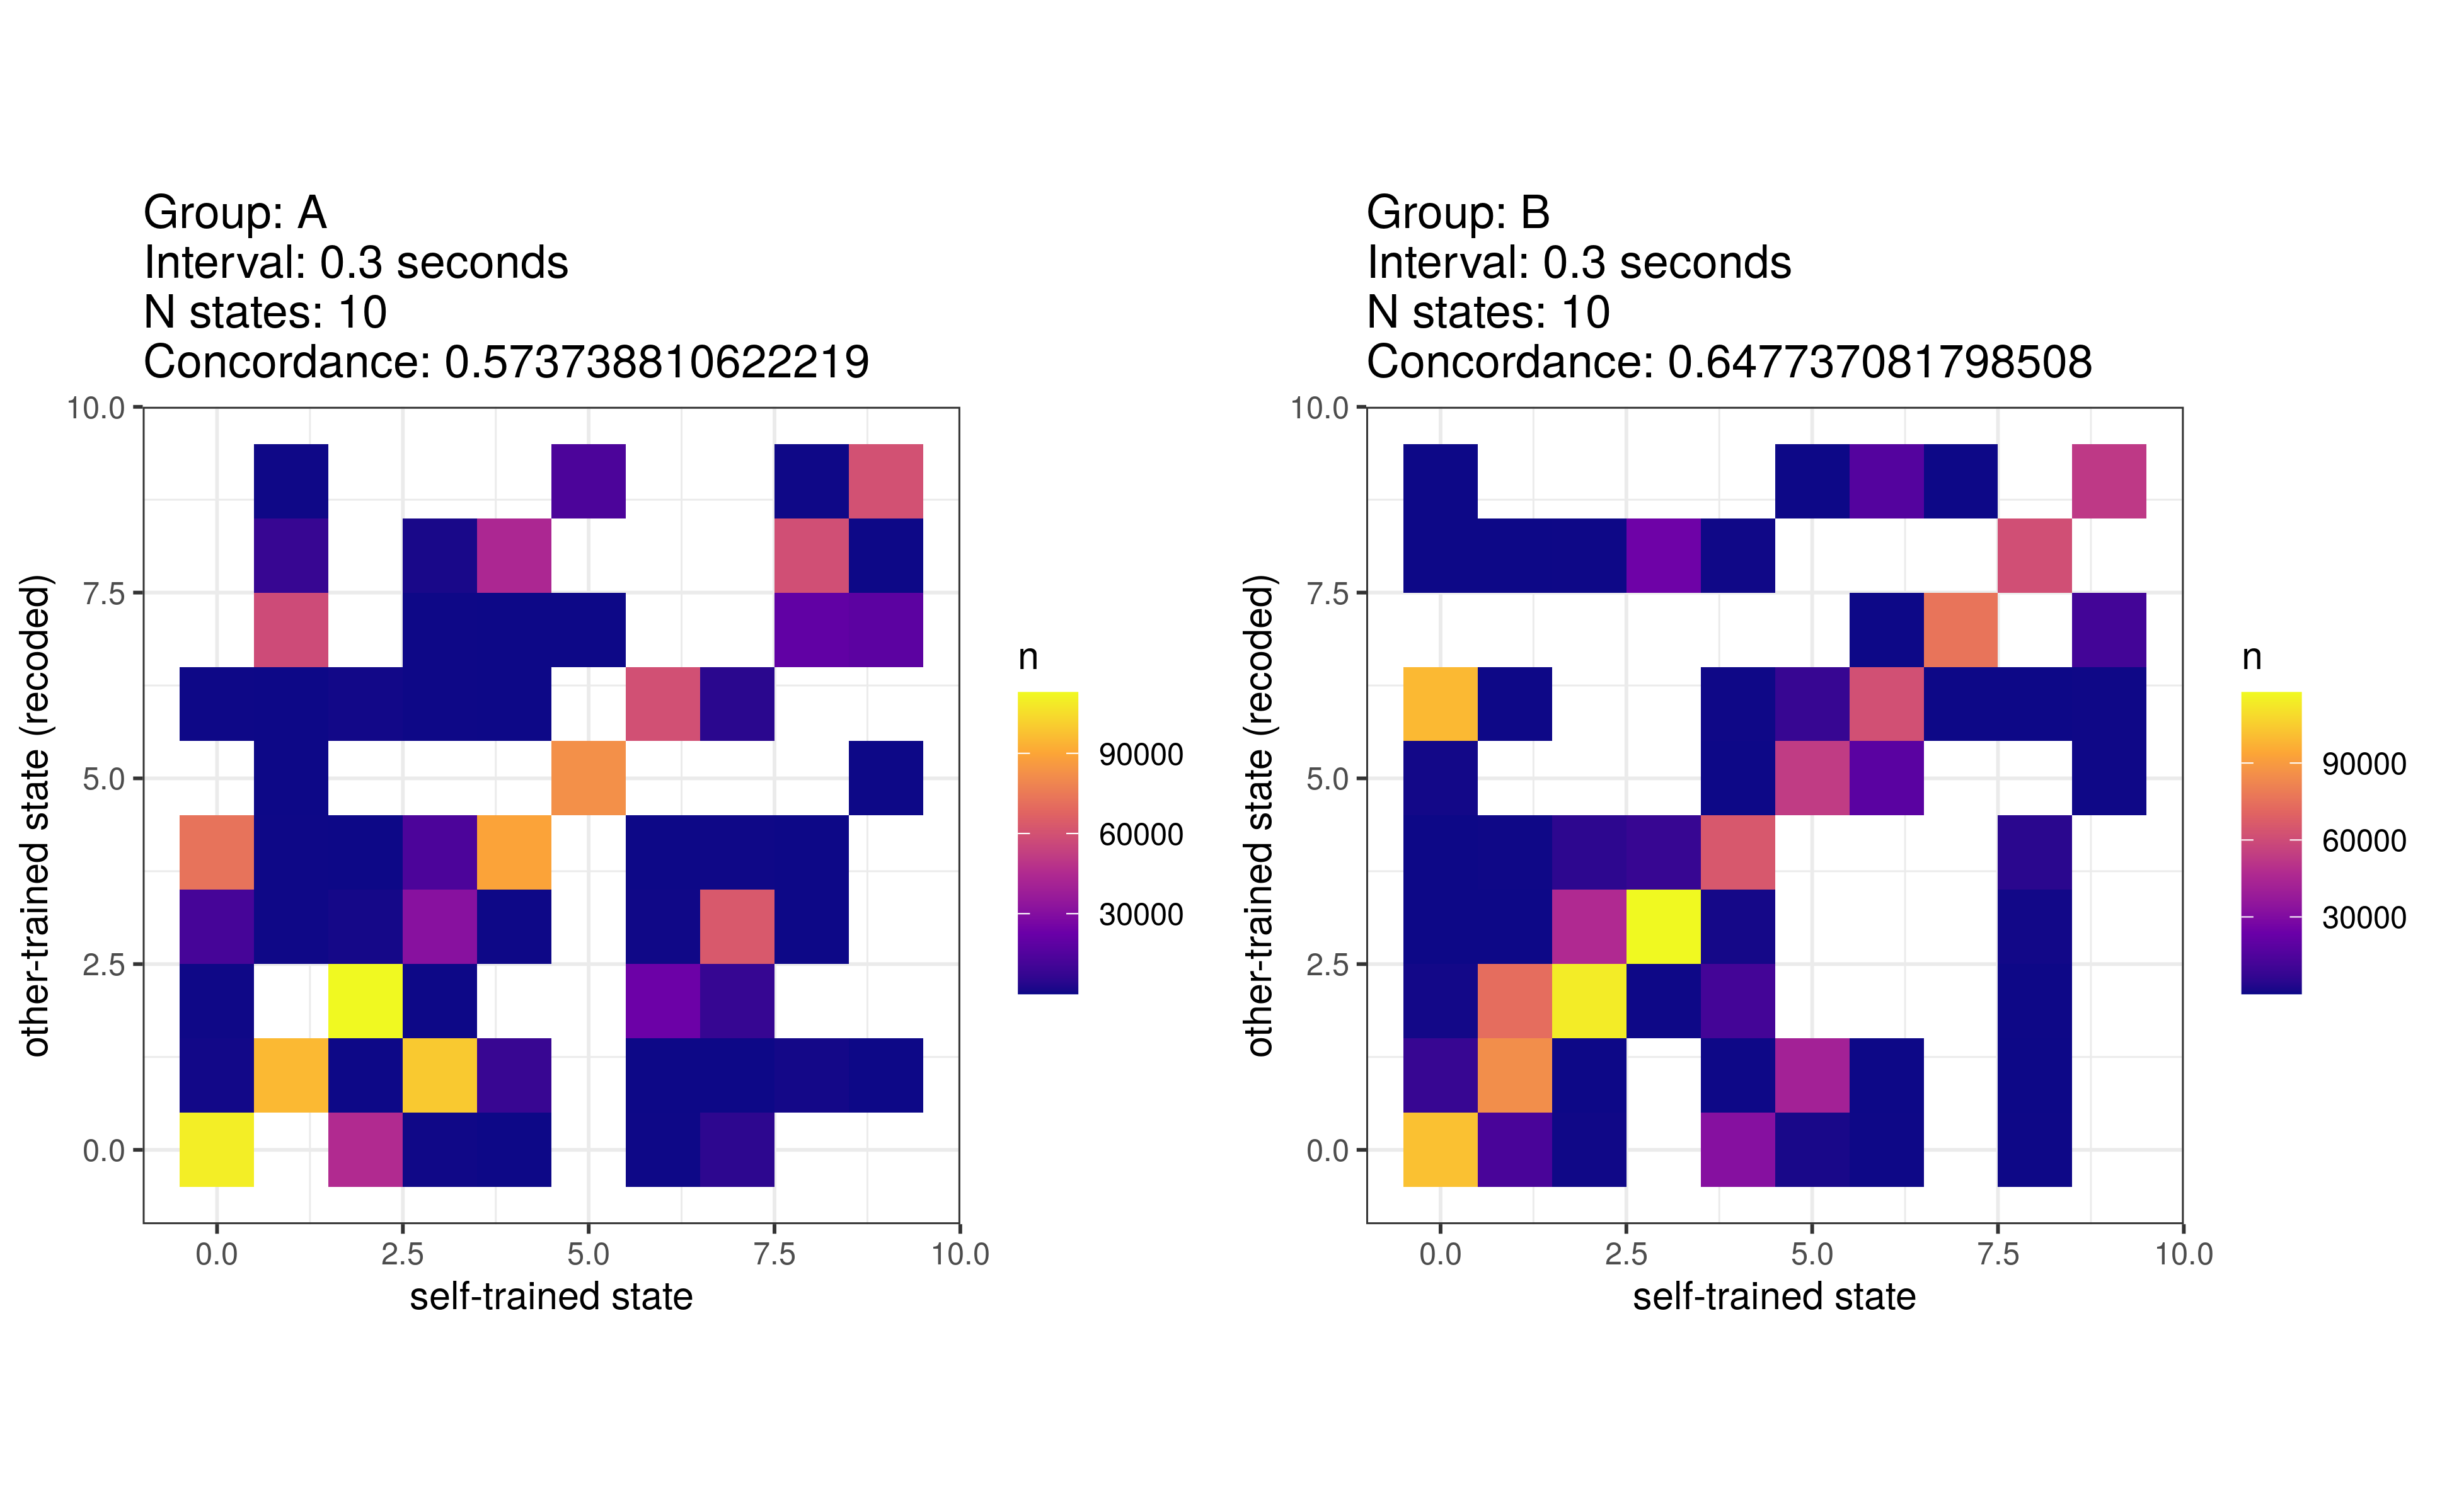 Group: A
Interval: 0.3 seconds
N states: 10
Concordance: 0.573738810622219
10.0
7.5
5.0
2.5
0.0
other-trained state (recoded)
0.0 2.5 5.0 7.5 10.0
self-trained state
n
90000
60000
30000
Group: B
Interval: 0.3 seconds
N states: 10
Concordance: 0.647737081798508
10.0
7.5
5.0
2.5
0.0
other-trained state (recoded)
0.0 2.5 5.0 7.5 10.0
self-trained state
n
90000
60000
30000